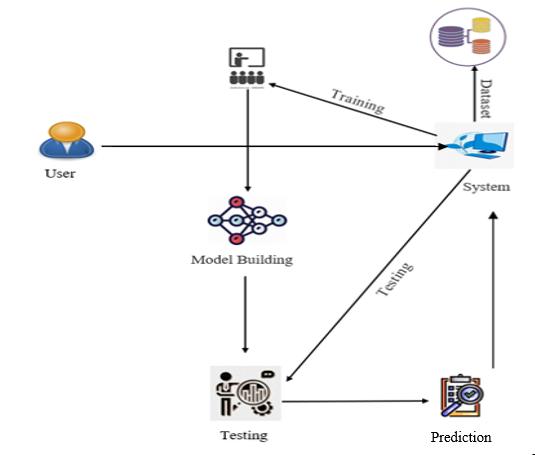 Training
Dataset
User
System
Model Building
Testing
Testing
Prediction